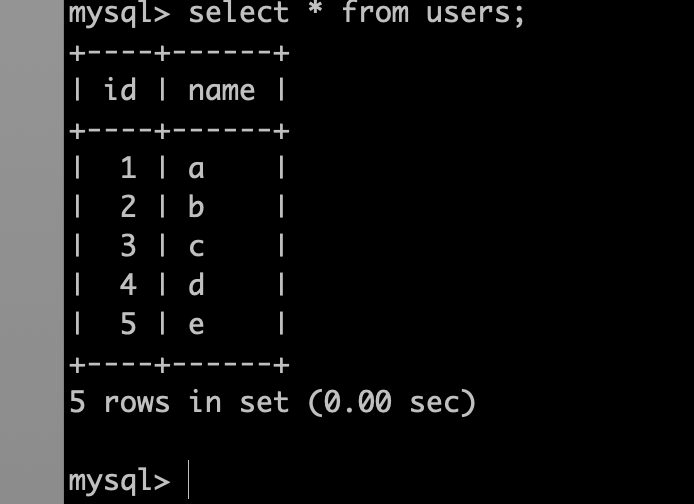 mysql> select * from users;
+----+------+
| id | name |
+----+------+
|  1 | a    |
|  2 | b    |
|  3 | c    |
|  4 | d    |
|  5 | e    |
+----+------+
5 rows in set (0.00 sec)
mysql>